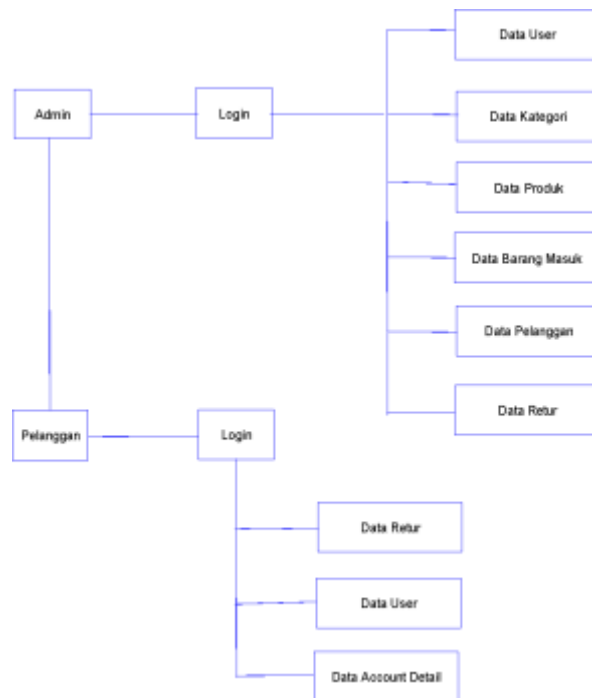 Data User
Admin
Login
Data Kategori
Data Produk
Data Barang Masuk
Data Pelanggan
Data Retur
Pelanggan
Login
Data Retur
Data User
Data Account Detail